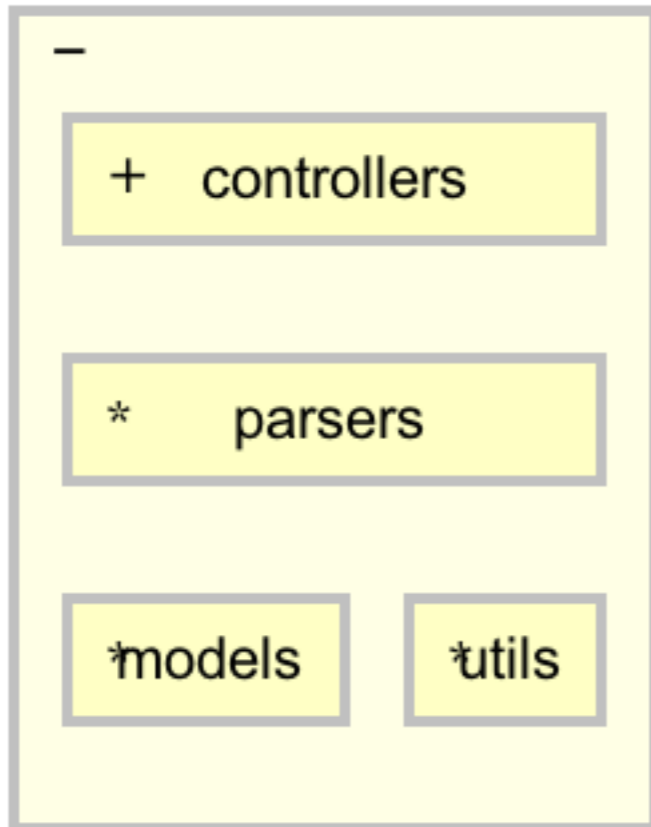 –
+ controllers
* parsers
*models *utils